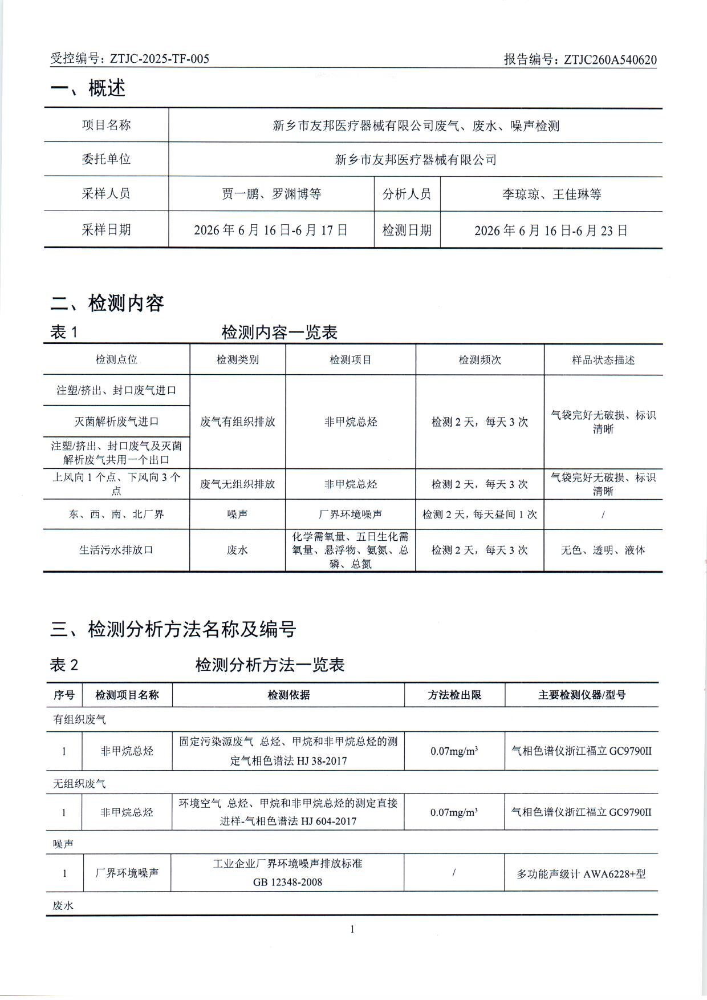 受控编号：ZTJC-2025-TF-005
报告编号：ZTJC260A540620
一、概述
项目名称
新乡市友邦医疗器械有限公司废气、废水、噪声检测
委托单位
新乡市友邦医疗器械有限公司
采样人员
贾一鹏、罗渊博等
分析人员
李琼琼、王佳琳等
采样日期
2026 年 6 月 16 日-6 月 17 日
检测日期
2026 年 6 月 16 日-6 月 23 日
二、检测内容
表 1
检测内容一览表
检测点位
检测类别
检测项目
检测频次
样品状态描述
注塑/挤出、封口废气进口
灭菌解析废气进口
注塑/挤出、封口废气及灭菌
解析废气共用一个出口
废气有组织排放
非甲烷总烃
检测 2 天，每天 3 次
气袋完好无破损、标识
清晰
上风向 1 个点、下风向 3 个
点
废气无组织排放
非甲烷总烃
检测 2 天，每天 3 次
气袋完好无破损、标识
清晰
东、西、南、北厂界
噪声
厂界环境噪声
检测 2 天，每天昼间 1 次
/
生活污水排放口
废水
化学需氧量、五日生化需
氧量、悬浮物、氨氮、总
磷、总氮
检测 2 天，每天 3 次
无色、透明、液体
三、检测分析方法名称及编号
表 2
检测分析方法一览表
序号
检测项目名称
检测依据
方法检出限
主要检测仪器/型号
有组织废气
1
非甲烷总烃
固定污染源废气 总烃、甲烷和非甲烷总烃的测
定气相色谱法 HJ 38-2017
0.07mg/m³
气相色谱仪浙江福立 GC9790II
无组织废气
1
非甲烷总烃
环境空气 总烃、甲烷和非甲烷总烃的测定直接
进样-气相色谱法 HJ 604-2017
0.07mg/m³
气相色谱仪浙江福立 GC9790II
噪声
1
厂界环境噪声
工业企业厂界环境噪声排放标准
GB 12348-2008
/
多功能声级计 AWA6228+型
废水
1